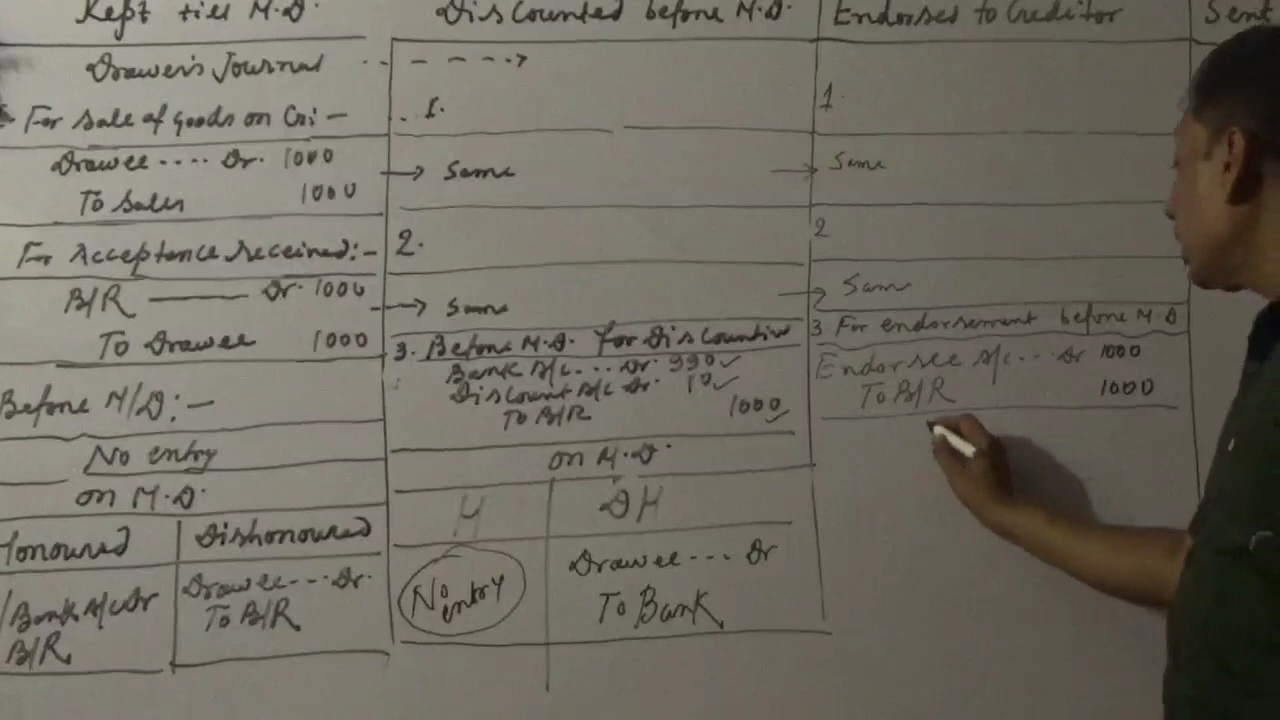 Kept till M.D.
Drawer's Journal
For sale of goods on Cr:-
Drawee .... Dr. 1000
To Sales 1000
For Acceptance received:-
B/R —— Dr. 1000
To Drawee 1000
Before M/D:-
No entry
on M.D.
Honoured
Dishonoured
/Bank A/c Dr
B/R
Drawee --- Dr.
To B/R
Discounted before M.D.
1.
Same
2.
Same
3. Before M.D. for Discounting
Bank A/c... Dr. 990
Discount A/c Dr. 10
To B/R 1000
on M.D.
H
DH
No entry
Drawee --- Dr
To Bank
Endorsed to Creditor
1.
Same
2
Same
3 For endorsement before M.D
Endorsee A/c... Dr 1000
To B/R 1000
Sent